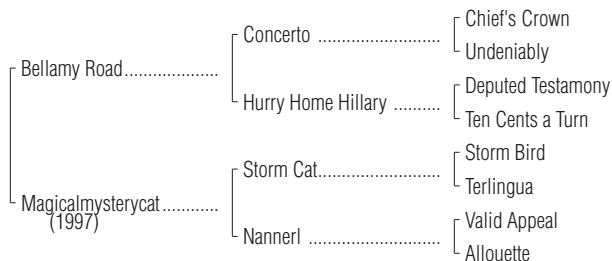 Chief's Crown
Concerto ........................
Undeniably
Bellamy Road...................
Deputed Testamony
Hurry Home Hillary ..........
Ten Cents a Turn
Storm Bird
Storm Cat........................
Terlingua
Magicalmysterycat............
(1997)
Valid Appeal
Nannerl ..........................
Allouette